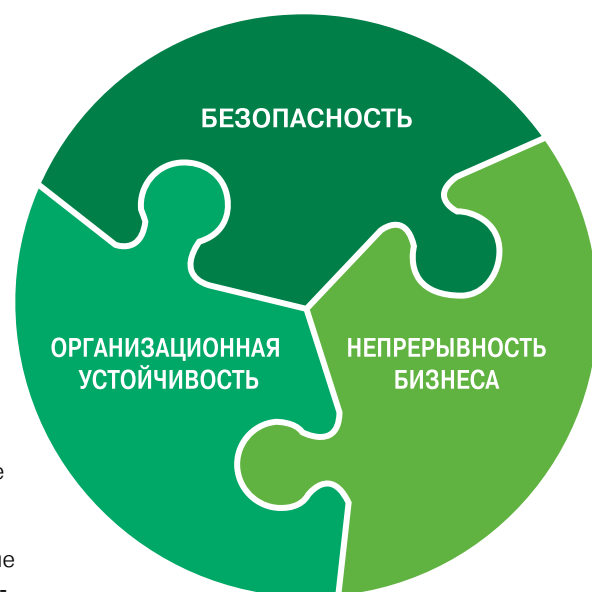 БЕЗОПАСНОСТЬ
ОРГАНИЗАЦИОННАЯ
УСТОЙЧИВОСТЬ
НЕПРЕРЫВНОСТЬ
БИЗНЕСА